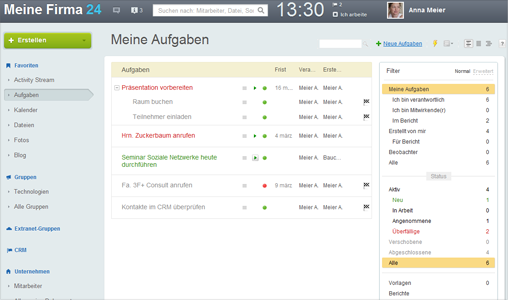 Meine Firma 24
3
Suchen nach Mitarbeiter, Datei, Sei
13:30
2
Ich arbeite
Anna Meier
+ Erstellen
Favoriten
Activity Stream
Aufgaben
Kalender
Dateien
Fotos
Blog
Gruppen
Technologien
Alle Gruppen
Extranet-Gruppen
CRM
Unternehmen
Mitarbeiter
Meine Aufgaben
+ Neue Aufgaben
Aufgaben Frist Vera... Erste...
Präsentation vorbereiten 16 m... Meier A. Meier A.
Raum buchen Meier A. Meier A.
Teilnehmer einladen Meier A. Meier A.
Hrn. Zuckerbaum anrufen 4 märz Meier A. Meier A.
Seminar Soziale Netzwerke heute Meier A. Bauc...
durchführen
Fa. 3F+ Consult anrufen 9 märz Meier A. Meier A.
Kontakte im CRM überprüfen Meier A. Meier A.
Filter Normal Erweitert
Meine Aufgaben 6
Ich bin verantwortlich 5
Ich bin Mitwirkende(r) 0
Im Bericht 2
Erstellt von mir 4
Für Bericht 2
Beobachter 0
Alle 6
Status
Aktiv 4
Neu 1
In Arbeit 0
Angenommene 1
Überfällige 2
Verschobene 0
Abgeschlossene 4
Alle 6
Vorlagen 0
Berichte